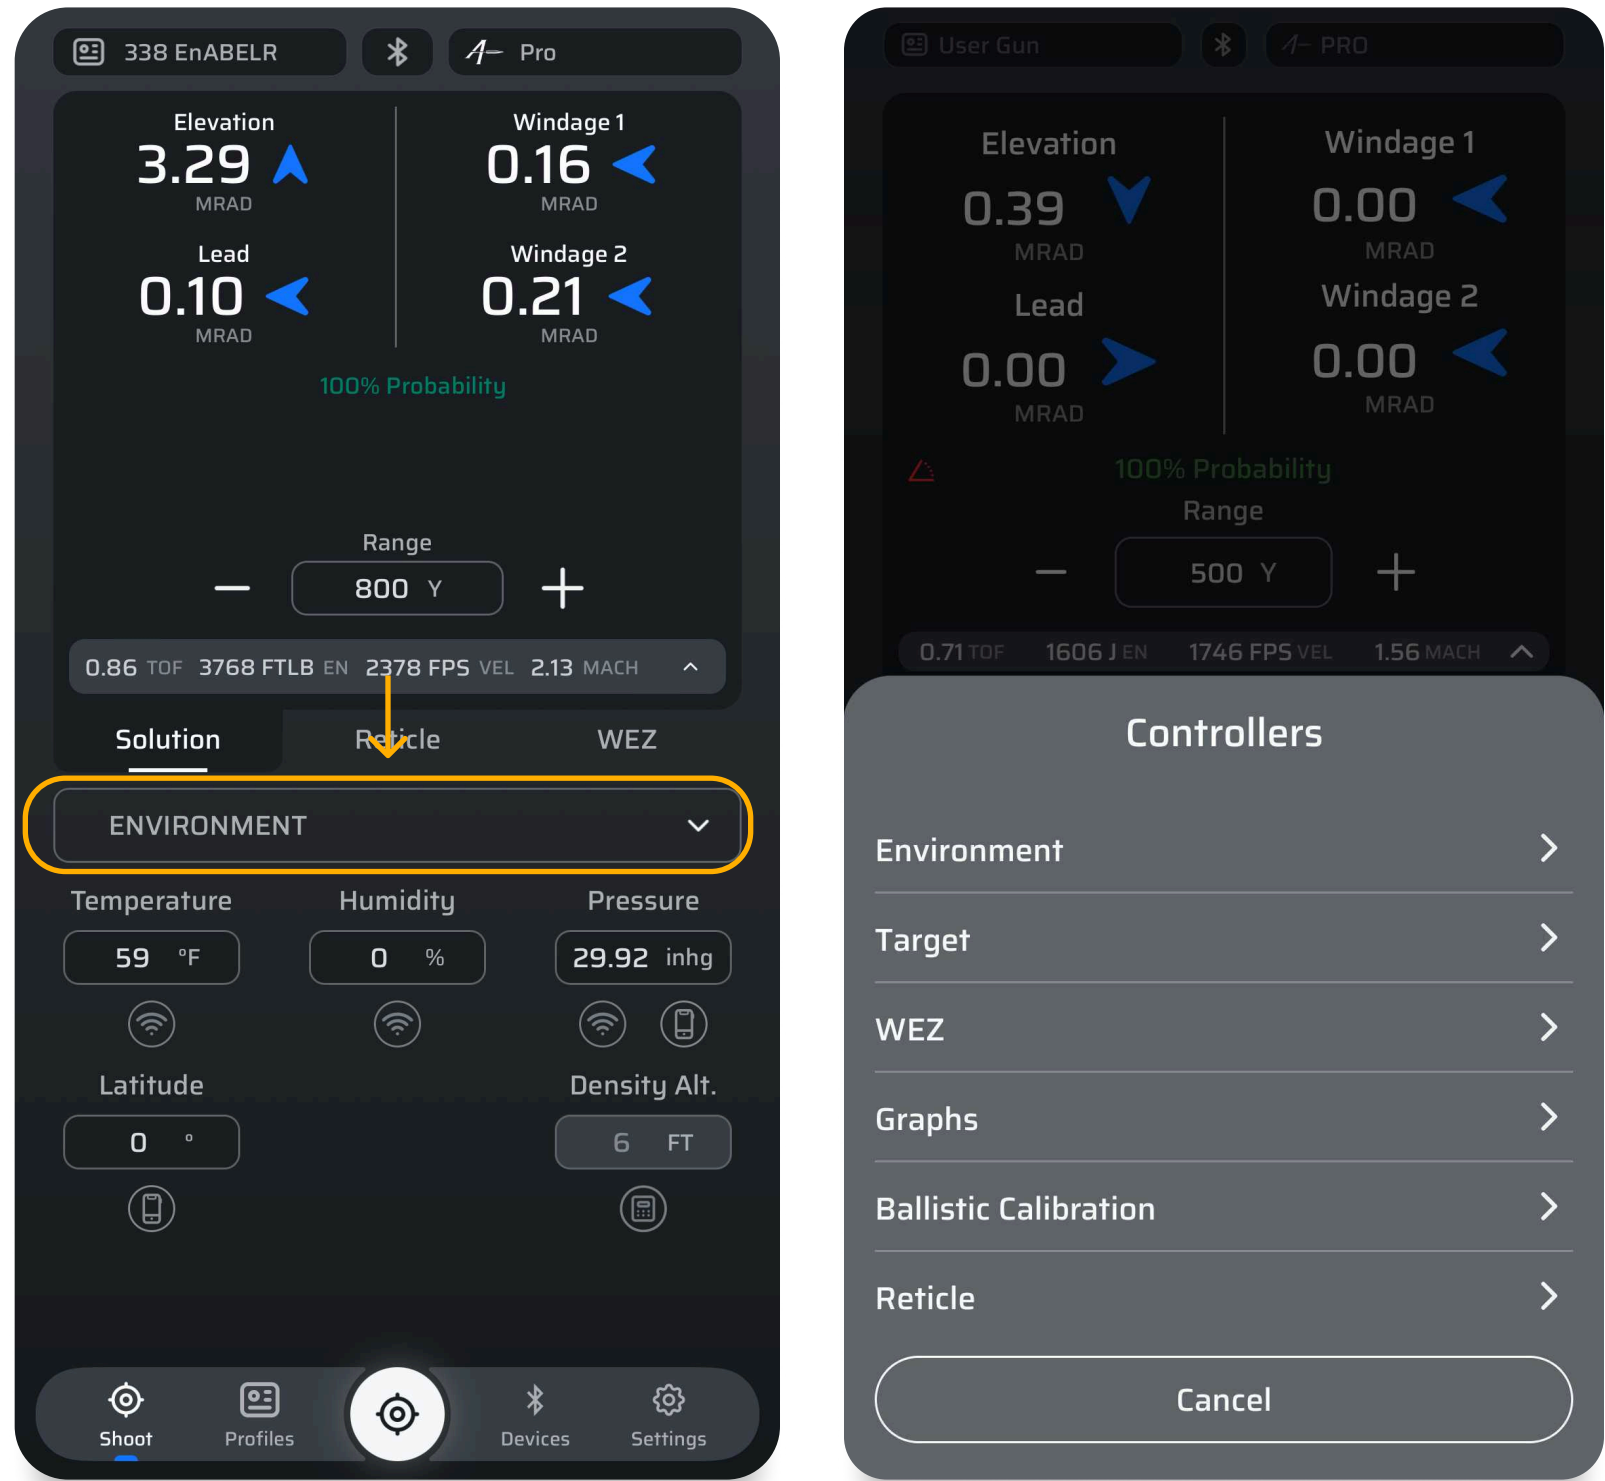 338 EnABELR
Pro
Elevation
3.29
MRAD
Windage 1
0.16
MRAD
Lead
0.10
MRAD
Windage 2
0.21
MRAD
100% Probability
Range
800 Y
0.86 TOF 3768 FTLB EN 2378 FPS VEL 2.13 MACH
Solution Reticle WEZ
ENVIRONMENT
Temperature Humidity Pressure
59 °F 0 % 29.92 inhg
Latitude Density Alt.
0 ° 6 FT
Shoot Profiles Devices Settings
User Gun
PRO
Elevation
0.39
MRAD
Windage 1
0.00
MRAD
Lead
0.00
MRAD
Windage 2
0.00
MRAD
100% Probability
Range
500 Y
0.71 TOF 1606 J EN 1746 FPS VEL 1.56 MACH
Controllers
Environment
Target
WEZ
Graphs
Ballistic Calibration
Reticle
Cancel